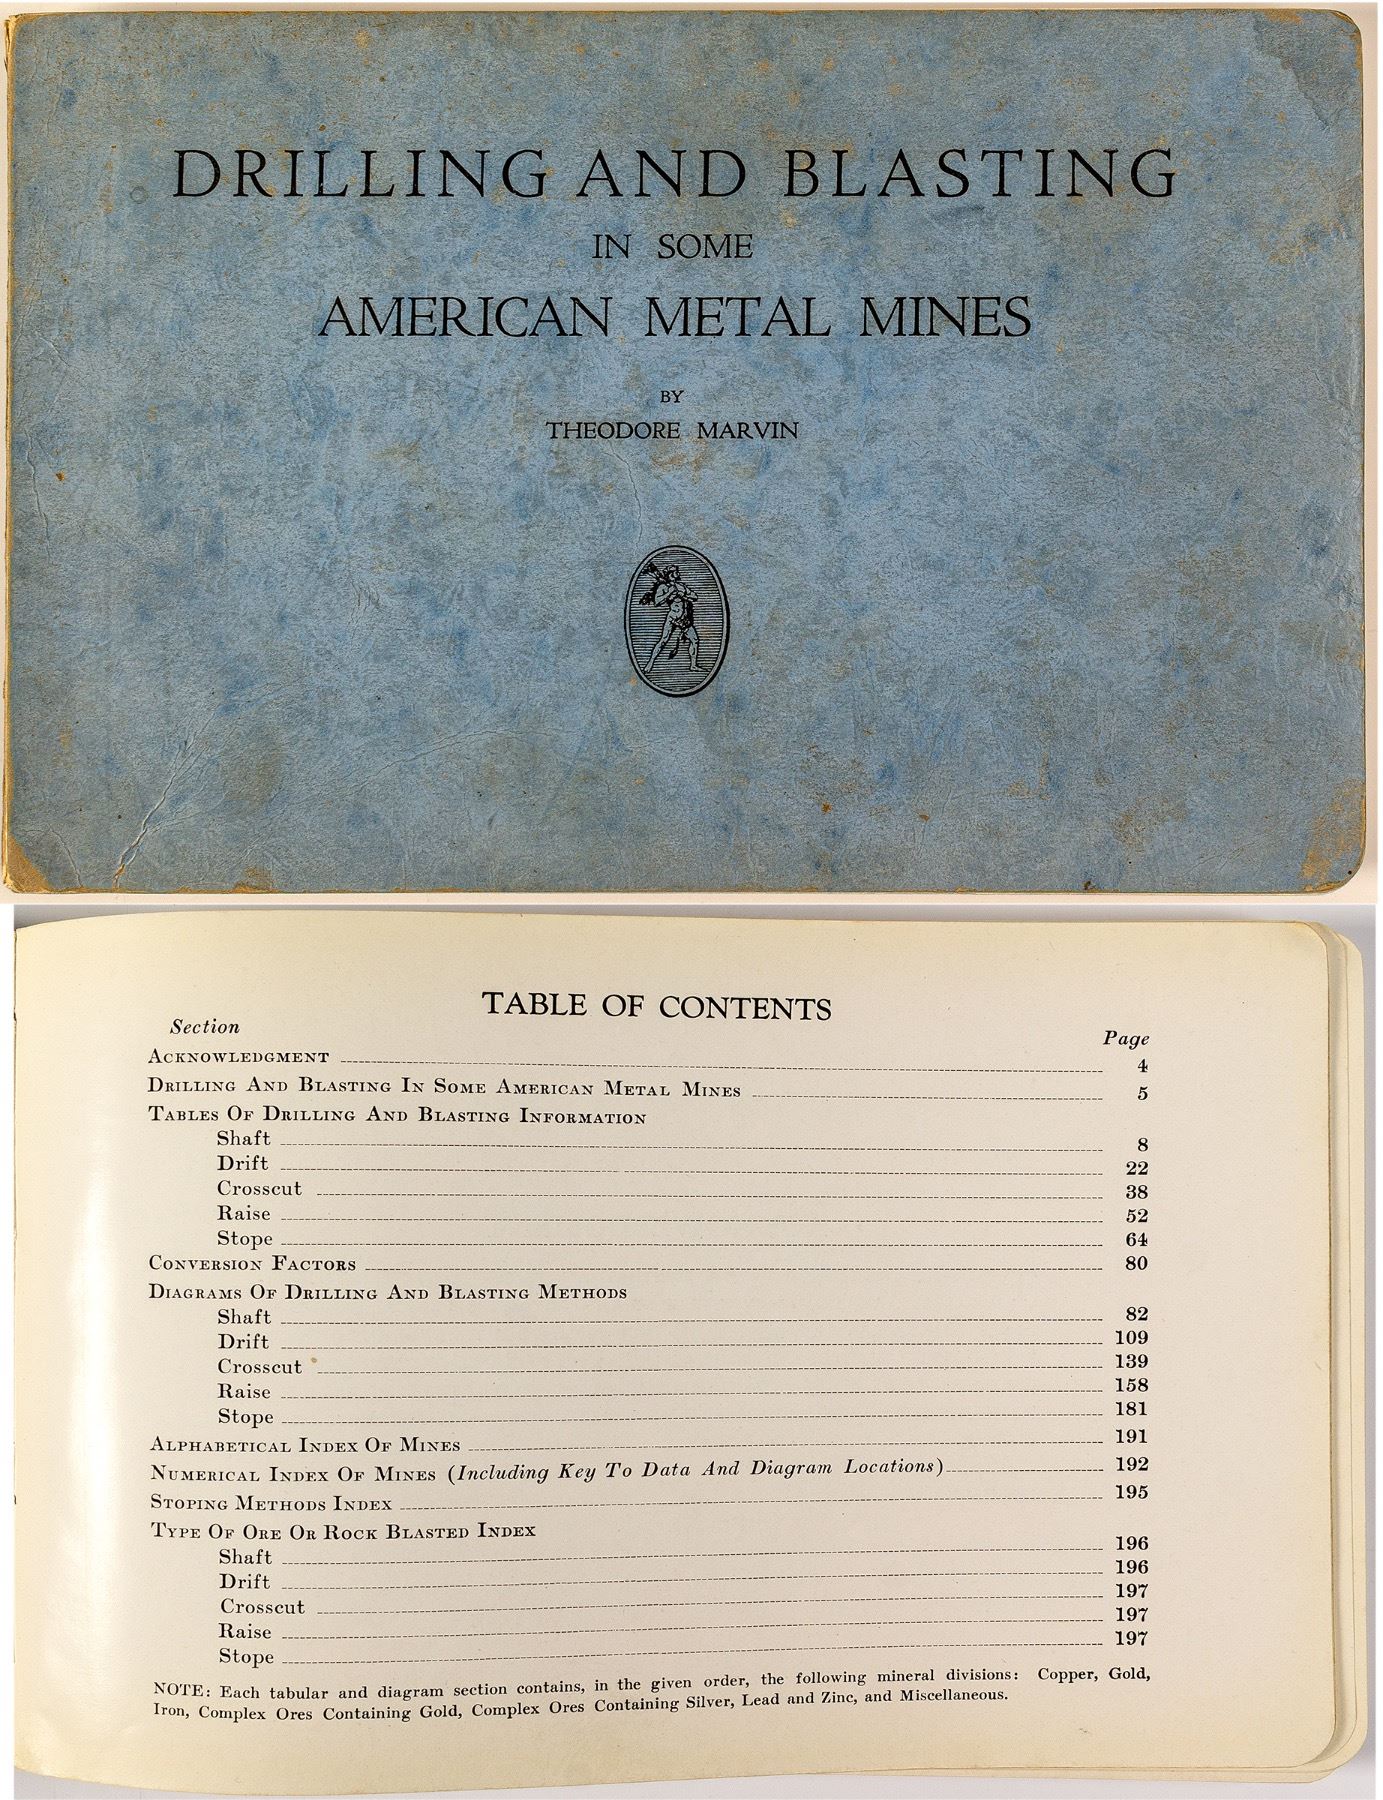 DRILLING AND BLASTING
IN SOME
AMERICAN METAL MINES
BY
THEODORE MARVIN
TABLE OF CONTENTS
Section Page
ACKNOWLEDGMENT 4
DRILLING AND BLASTING IN SOME AMERICAN METAL MINES 5
TABLES OF DRILLING AND BLASTING INFORMATION
Shaft 8
Drift 22
Crosscut 38
Raise 52
Stope 64
CONVERSION FACTORS 80
DIAGRAMS OF DRILLING AND BLASTING METHODS
Shaft 82
Drift 109
Crosscut 139
Raise 158
Stope 181
ALPHABETICAL INDEX OF MINES 191
NUMERICAL INDEX OF MINES (Including Key To Data And Diagram Locations) 192
STOPING METHODS INDEX 195
TYPE OF ORE OR ROCK BLASTED INDEX
Shaft 196
Drift 196
Crosscut 197
Raise 197
Stope 197
NOTE: Each tabular and diagram section contains, in the given order, the following mineral divisions: Copper, Gold,
Iron, Complex Ores Containing Gold, Complex Ores Containing Silver, Lead and Zinc, and Miscellaneous.